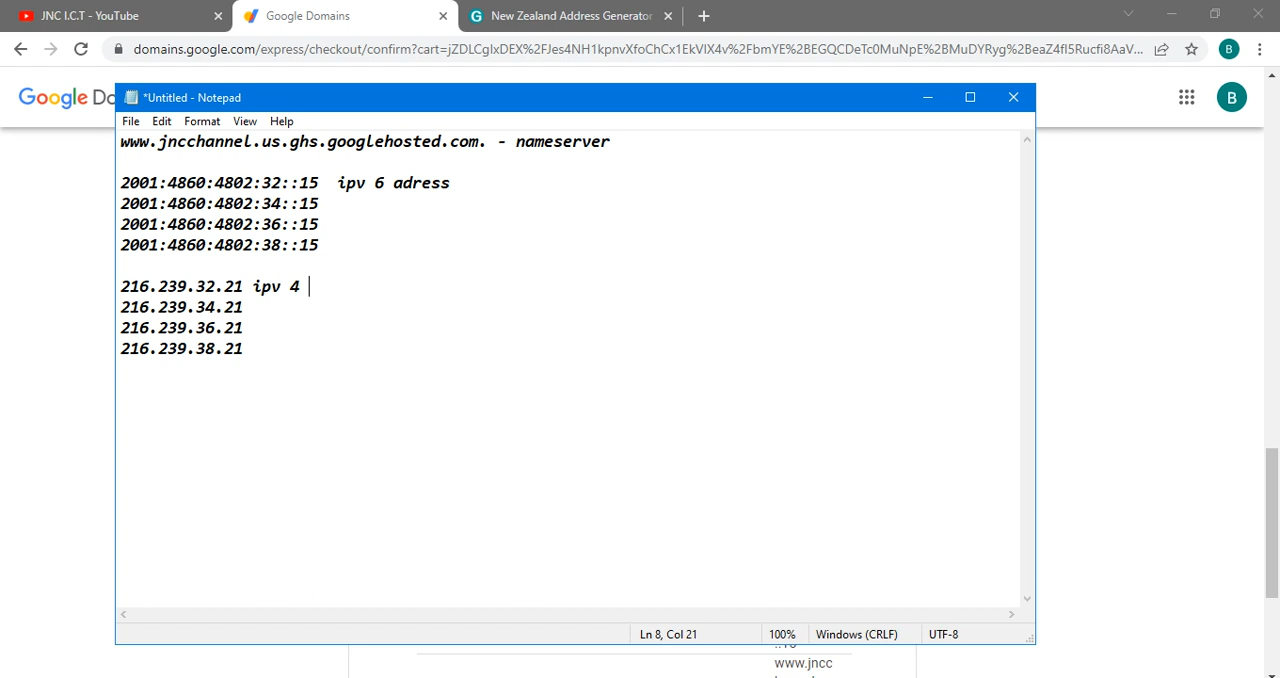 JNC I.C.T - YouTube
Google Domains
New Zealand Address Generator
domains.google.com/express/checkout/confirm?cart=jZDLCgIxDEX%2FJes4NH1kpnvXfoChCx1EkVIX4v%2FbmYE%2BEGQCDeTc0MuNpE%2BMuDYRyg%2BeaZ4fI5Rucfi8AaV...
B
Google Do
B
*Untitled - Notepad
File Edit Format View Help
www.jncchannel.us.ghs.googlehosted.com. - nameserver
2001:4860:4802:32::15 ipv 6 adress
2001:4860:4802:34::15
2001:4860:4802:36::15
2001:4860:4802:38::15
216.239.32.21 ipv 4
216.239.34.21
216.239.36.21
216.239.38.21
Ln 8, Col 21
100%
Windows (CRLF)
UTF-8
www.jncc